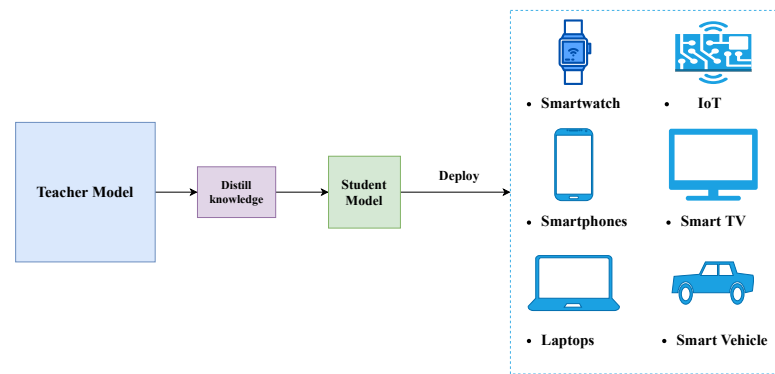 Teacher Model
Distill
knowledge
Student
Model
Deploy
• Smartwatch
• IoT
• Smartphones
• Smart TV
• Laptops
• Smart Vehicle